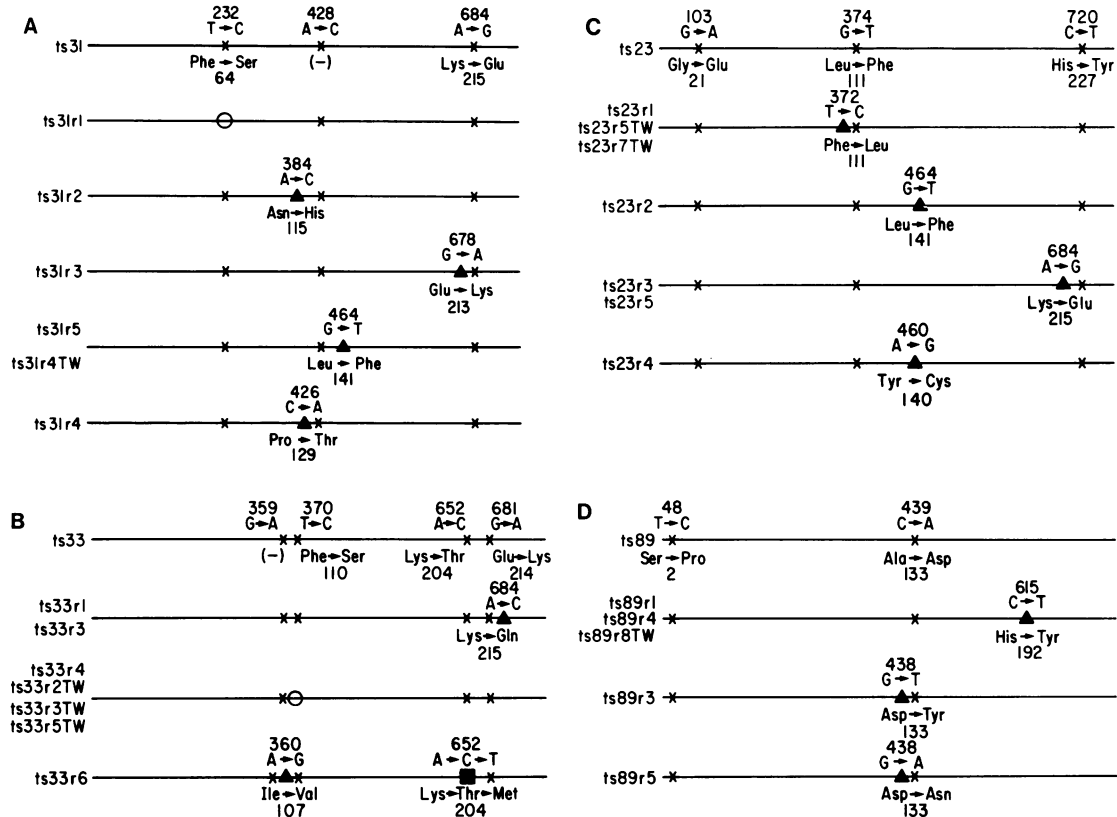 A
232 428 684
T→C A→C A→G
ts31
Phe→Ser (-) Lys→Glu
64 215
ts31r1
384
A→C
ts31r2
Asn→His
115
678
G→A
ts31r3
Glu→Lys
213
464
ts31r5 G→T
ts31r4TW Leu→Phe
141
426
C→A
ts31r4
Pro→Thr
129
B
359 370 652 681
G→A T→C A→C G→A
ts33
(-) Phe→Ser Lys→Thr Glu→Lys
110 204 214
684
ts33r1 A→C
ts33r3 Lys→Gln
215
ts33r4
ts33r2TW
ts33r3TW
ts33r5TW
360 652
A→G A→C→T
ts33r6
Ile→Val Lys→Thr→Met
107 204
C
103 374 720
G→A G→T C→T
ts23
Gly→Glu Leu→Phe His→Tyr
21 111 227
372
ts23r1 T→C
ts23r5TW
ts23r7TW Phe→Leu
111
464
G→T
ts23r2
Leu→Phe
141
684
A→G
ts23r3
ts23r5 Lys→Glu
215
460
A→G
ts23r4
Tyr→Cys
140
D
48 439
T→C C→A
ts89
Ser→Pro Ala→Asp
2 133
615
ts89r1 C→T
ts89r4
ts89r8TW His→Tyr
192
438
G→T
ts89r3
Asp→Tyr
133
438
G→A
ts89r5
Asp→Asn
133